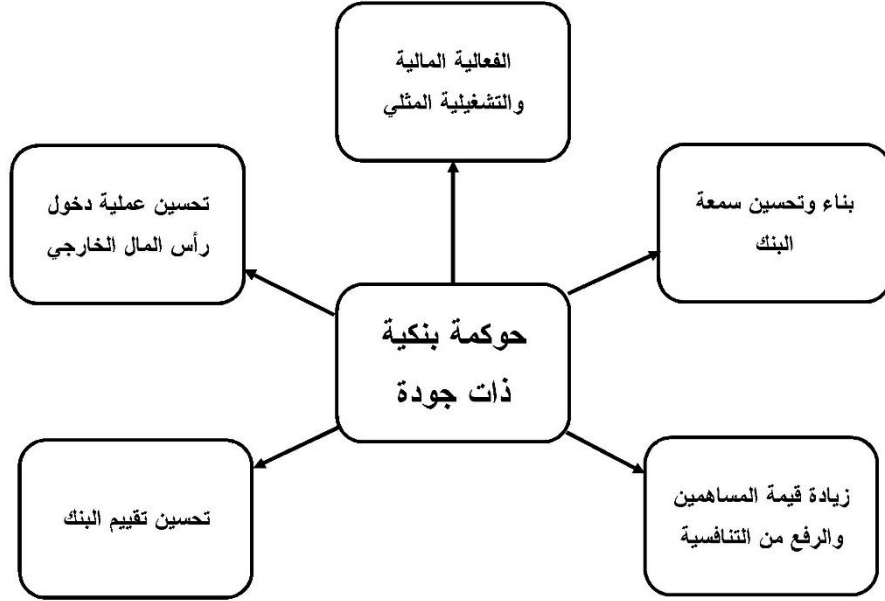 الفعالية المالية
والتشغيلية المثلي
بناء وتحسين سمعة
البنك
تحسين عملية دخول
رأس المال الخارجي
حوكمة بنكية
ذات جودة
زيادة قيمة المساهمين
والرفع من التنافسية
تحسين تقييم البنك